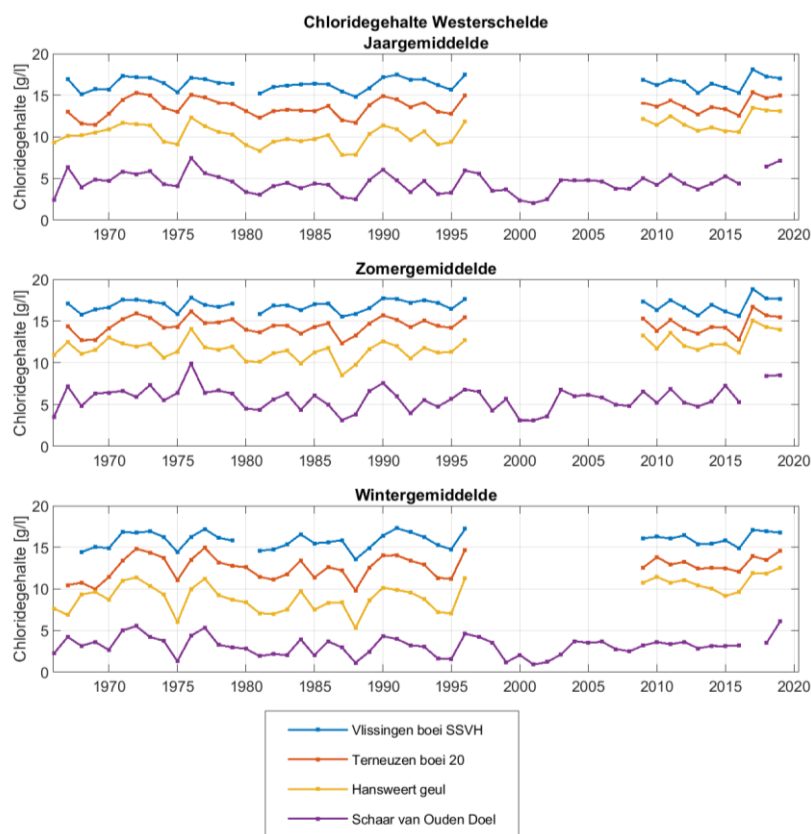 Chloridegehalte Westerschelde
Jaargemiddelde
Chloridegehalte [g/l]
20
15
10
5
0
1970 1975 1980 1985 1990 1995 2000 2005 2010 2015 2020
Zomergemiddelde
Chloridegehalte [g/l]
20
15
10
5
0
1970 1975 1980 1985 1990 1995 2000 2005 2010 2015 2020
Wintergemiddelde
Chloridegehalte [g/l]
20
15
10
5
0
1970 1975 1980 1985 1990 1995 2000 2005 2010 2015 2020
Vlissingen boei SSVH
Terneuzen boei 20
Hansweert geul
Schaar van Ouden Doel